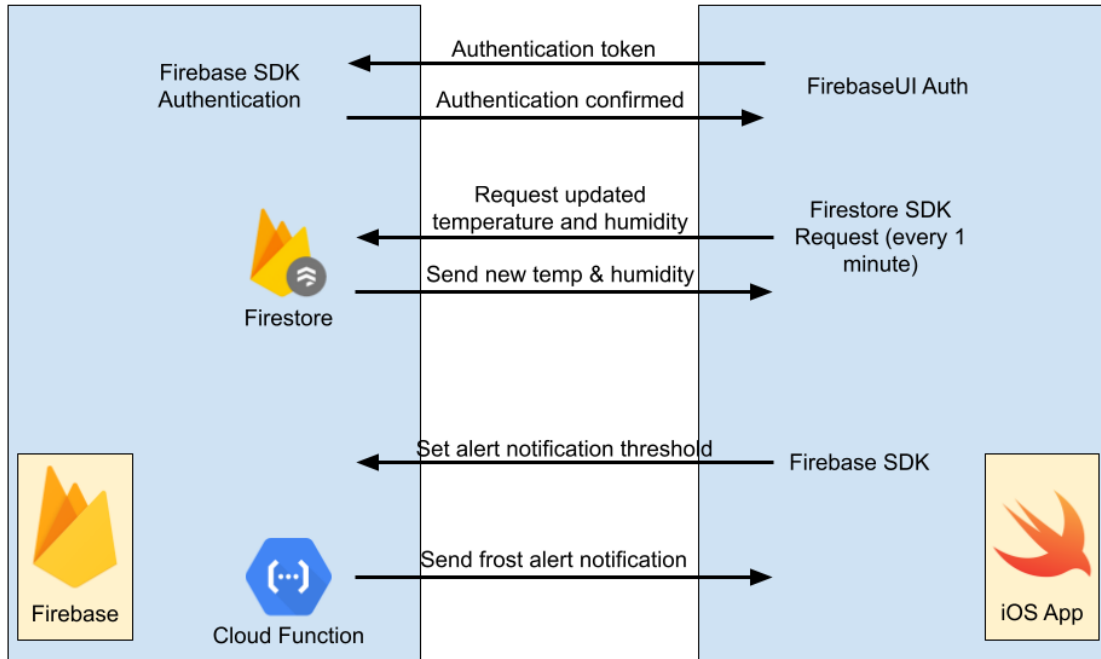 Authentication token
Firebase SDK
Authentication
FirebaseUI Auth
Authentication confirmed
Request updated
temperature and humidity
Firestore SDK
Request (every 1
minute)
Send new temp & humidity
Firestore
Set alert notification threshold
Firebase SDK
Send frost alert notification
Firebase
Cloud Function
iOS App